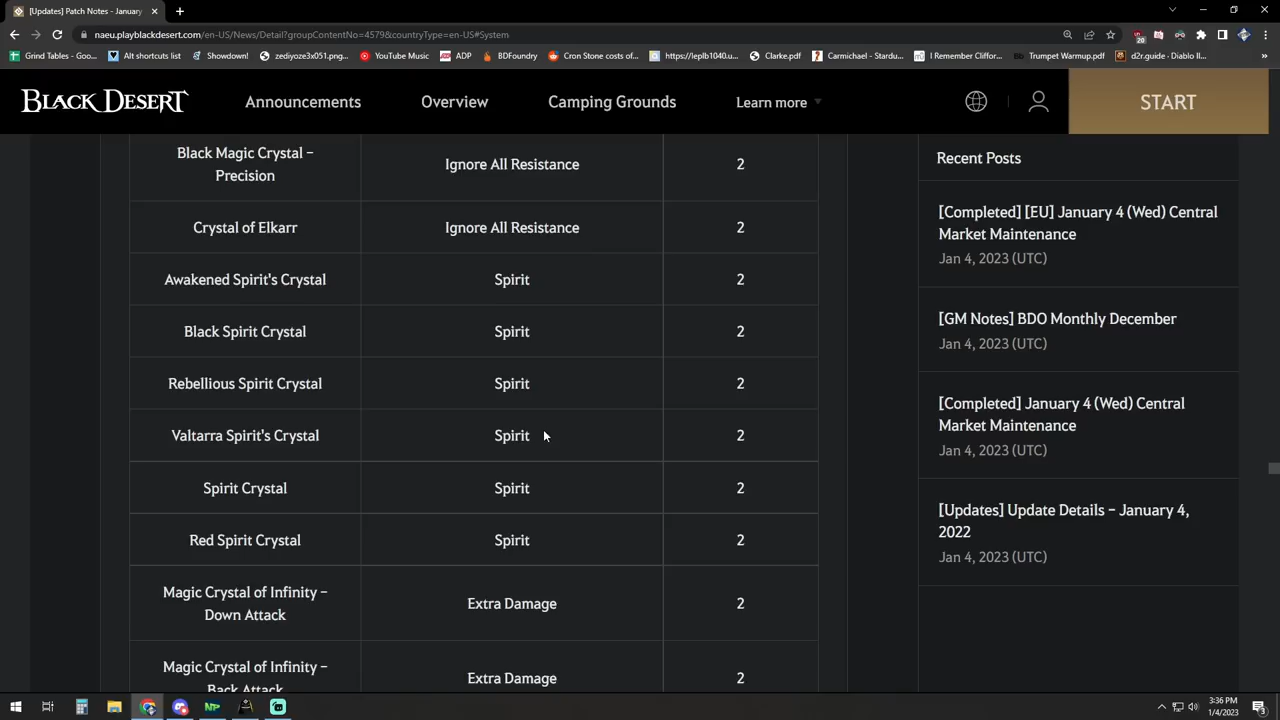 [Updates] Patch Notes - January
naeu.playblackdesert.com/en-US/News/Detail?groupContentNo=4579&countryType=en-US#System
Grind Tables - Goo...
Alt shortcuts list
Showdown!
zediyoze3x051.png...
YouTube Music
ADP
BDFoundry
Cron Stone costs of...
https://leplb1040.u...
Clarke.pdf
Carmichael - Stardu...
I Remember Cliffor...
Trumpet Warmup.pdf
d2r.guide - Diablo II...
BLACK DESERT
Announcements
Overview
Camping Grounds
Learn more
START
Black Magic Crystal –
Precision
Ignore All Resistance
2
Crystal of Elkarr
Ignore All Resistance
2
Awakened Spirit's Crystal
Spirit
2
Black Spirit Crystal
Spirit
2
Rebellious Spirit Crystal
Spirit
2
Valtarra Spirit's Crystal
Spirit
2
Spirit Crystal
Spirit
2
Red Spirit Crystal
Spirit
2
Magic Crystal of Infinity –
Down Attack
Extra Damage
2
Magic Crystal of Infinity –
Back Attack
Extra Damage
2
Recent Posts
[Completed] [EU] January 4 (Wed) Central
Market Maintenance
Jan 4, 2023 (UTC)
[GM Notes] BDO Monthly December
Jan 4, 2023 (UTC)
[Completed] January 4 (Wed) Central
Market Maintenance
Jan 4, 2023 (UTC)
[Updates] Update Details – January 4,
2022
Jan 4, 2023 (UTC)
3:36 PM
1/4/2023